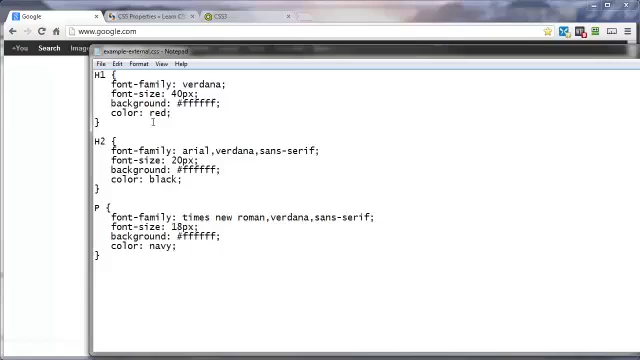 Google
CSS Properties • Learn CS
CSS3
www.google.com
+You Search Imag
example-external.css - Notepad
File Edit Format View Help
H1 {
font-family: verdana;
font-size: 40px;
background: #ffffff;
color: red;
}
H2 {
font-family: arial,verdana,sans-serif;
font-size: 20px;
background: #ffffff;
color: black;
}
P {
font-family: times new roman,verdana,sans-serif;
font-size: 18px;
background: #ffffff;
color: navy;
}